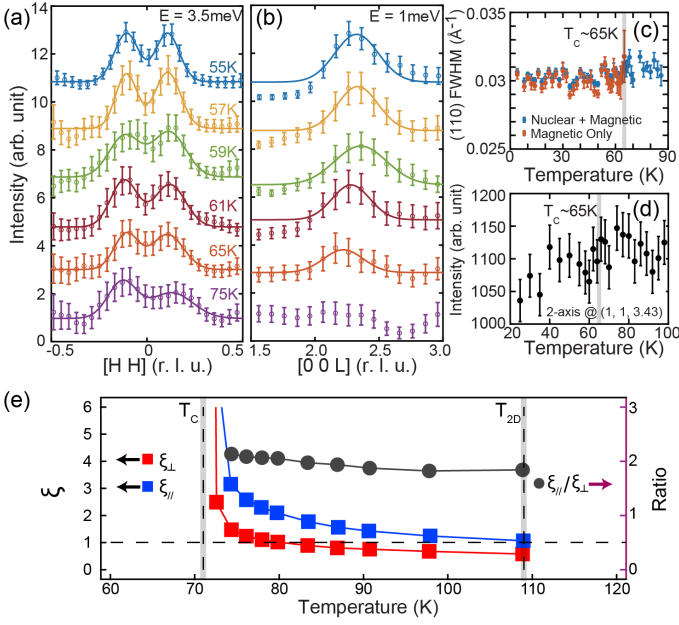 (a)
E = 3.5meV
14
12
10
8
6
4
2
0
Intensity (arb. unit)
55K
57K
59K
61K
65K
75K
-0.5
0
0.5
[H H] (r. l. u.)
(b)
E = 1meV
1.5
2.0
2.5
3.0
[0 0 L] (r. l. u.)
(c)
T_C~65K
(110) FWHM (Å⁻¹)
0.035
0.03
0.025
Nuclear + Magnetic
Magnetic Only
0
15
30
45
60
75
90
Temperature (K)
(d)
T_C~65K
Intensity (arb. unit)
1200
1150
1100
1050
1000
2-axis @ (1, 1, 3.43)
20
40
60
80
100
Temperature (K)
(e)
T_C
T_2D
ξ
6
5
4
3
2
1
0
ξ⊥
ξ//
ξ///ξ⊥
3
2
1
0
Ratio
60
70
80
90
100
110
120
Temperature (K)